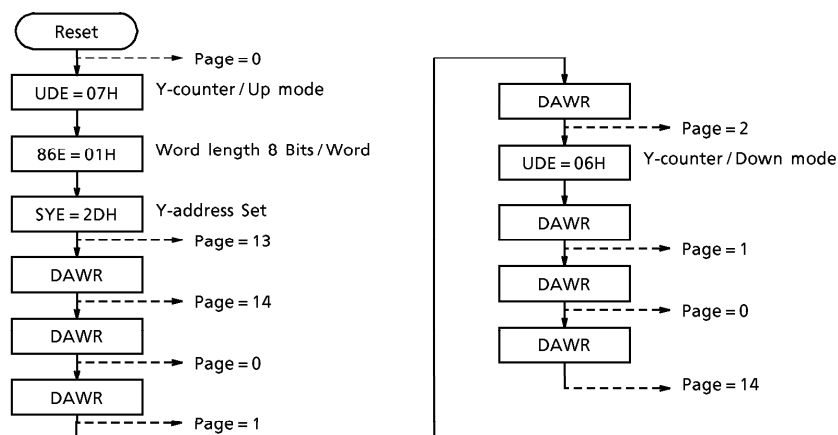 Reset
Page = 0
UDE = 07H
Y-counter / Up mode
86E = 01H
Word length 8 Bits / Word
SYE = 2DH
Y-address Set
Page = 13
DAWR
Page = 14
DAWR
Page = 0
DAWR
Page = 1
DAWR
Page = 2
UDE = 06H
Y-counter / Down mode
DAWR
Page = 1
DAWR
Page = 0
DAWR
Page = 14